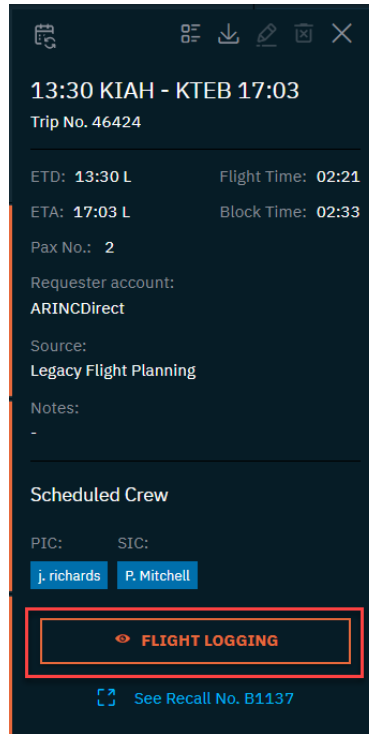 13:30 KIAH - KTEB 17:03
Trip No. 46424
ETD: 13:30 L Flight Time: 02:21
ETA: 17:03 L Block Time: 02:33
Pax No.: 2
Requester account:
ARINCDirect
Source:
Legacy Flight Planning
Notes:
-
Scheduled Crew
PIC: SIC:
j. richards P. Mitchell
FLIGHT LOGGING
See Recall No. B1137